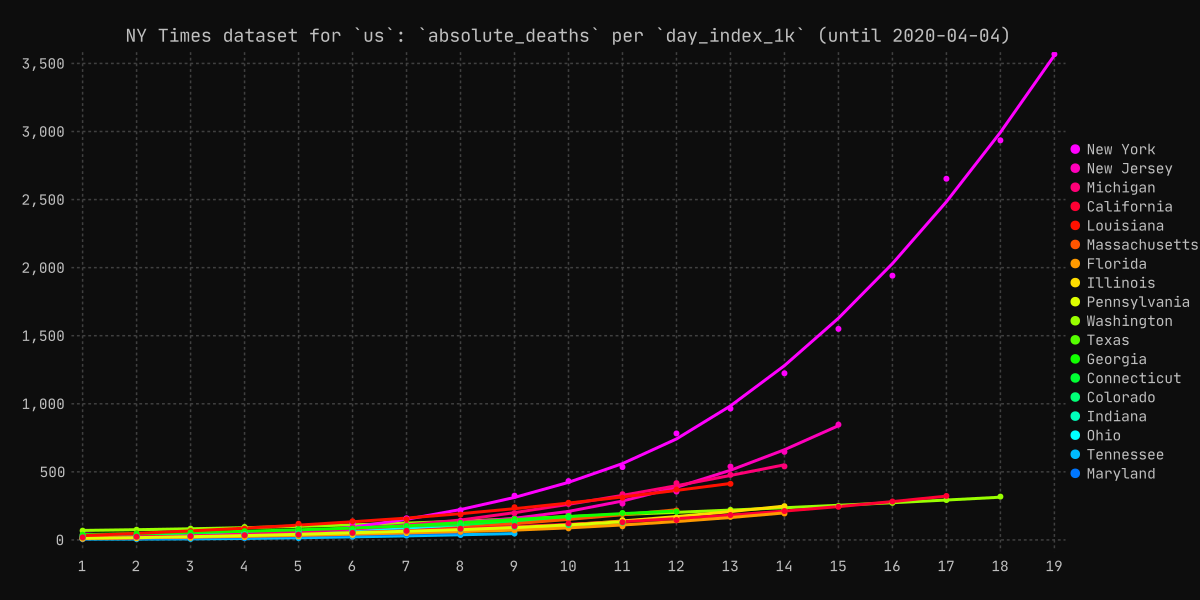 NY Times dataset for `us`: `absolute_deaths` per `day_index_1k` (until 2020-04-04)
3,500
3,000
2,500
2,000
1,500
1,000
500
0
1 2 3 4 5 6 7 8 9 10 11 12 13 14 15 16 17 18 19
New York
New Jersey
Michigan
California
Louisiana
Massachusetts
Florida
Illinois
Pennsylvania
Washington
Texas
Georgia
Connecticut
Colorado
Indiana
Ohio
Tennessee
Maryland